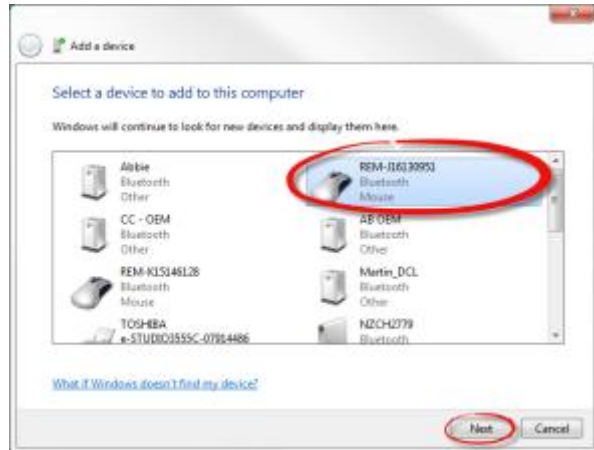 Add a device
Select a device to add to this computer
Windows will continue to look for new devices and display them here.
Abbie
Bluetooth
Other
REM-J16130951
Bluetooth
Mouse
CC - OEM
Bluetooth
Other
AB OEM
Bluetooth
Other
REM-K15146128
Bluetooth
Mouse
Martin_DCL
Bluetooth
Other
TOSHIBA
e-STUDIO3555C-07914486
NZCH2779
Bluetooth
What if Windows doesn't find my device?
Next
Cancel